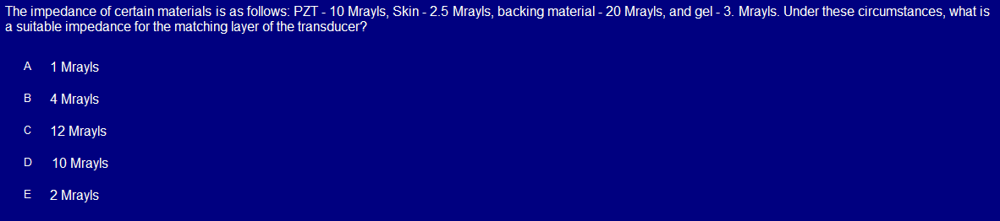 The impedance of certain materials is as follows: PZT - 10 Mrayls, Skin - 2.5 Mrayls, backing material - 20 Mrayls, and gel - 3. Mrayls. Under these circumstances, what is
a suitable impedance for the matching layer of the transducer?
A 1 Mrayls
B 4 Mrayls
C 12 Mrayls
D 10 Mrayls
E 2 Mrayls